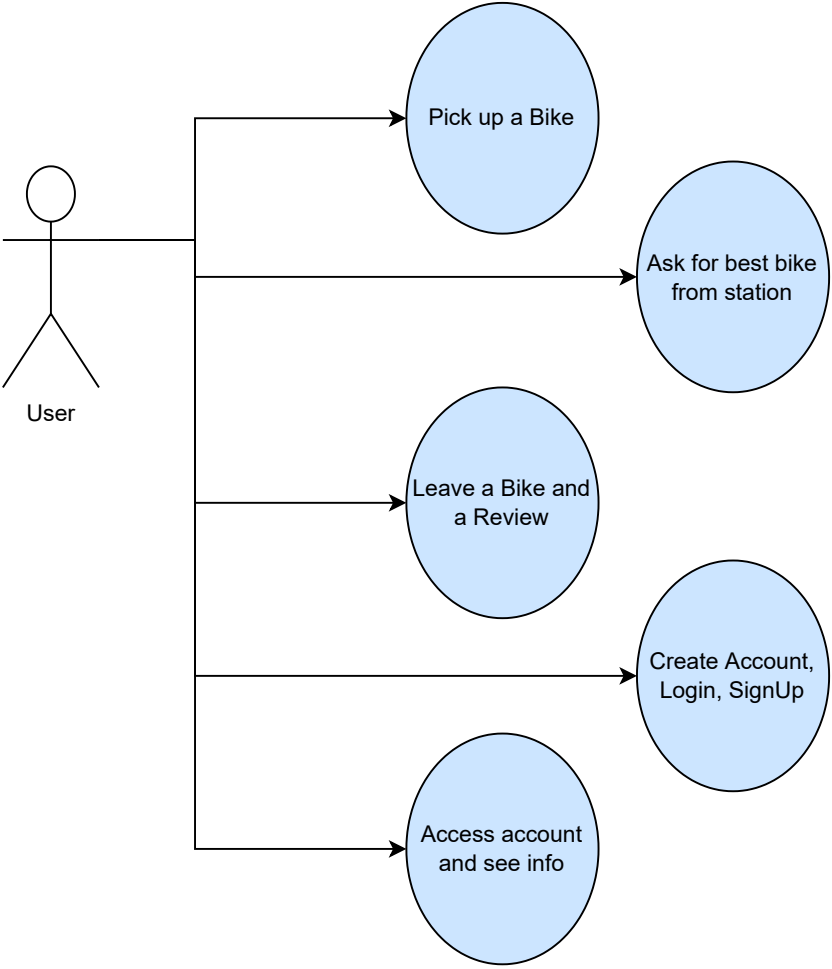 Pick up a Bike
Ask for best bike
from station
User
Leave a Bike and
a Review
Create Account,
Login, SignUp
Access account
and see info